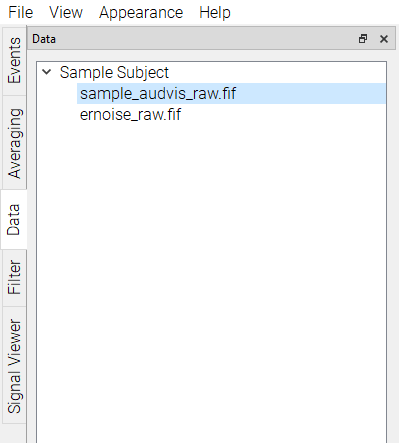 File View Appearance Help
Data
Events
Averaging
Data
Filter
Signal Viewer
Sample Subject
sample_audvis_raw.fif
ernoise_raw.fif